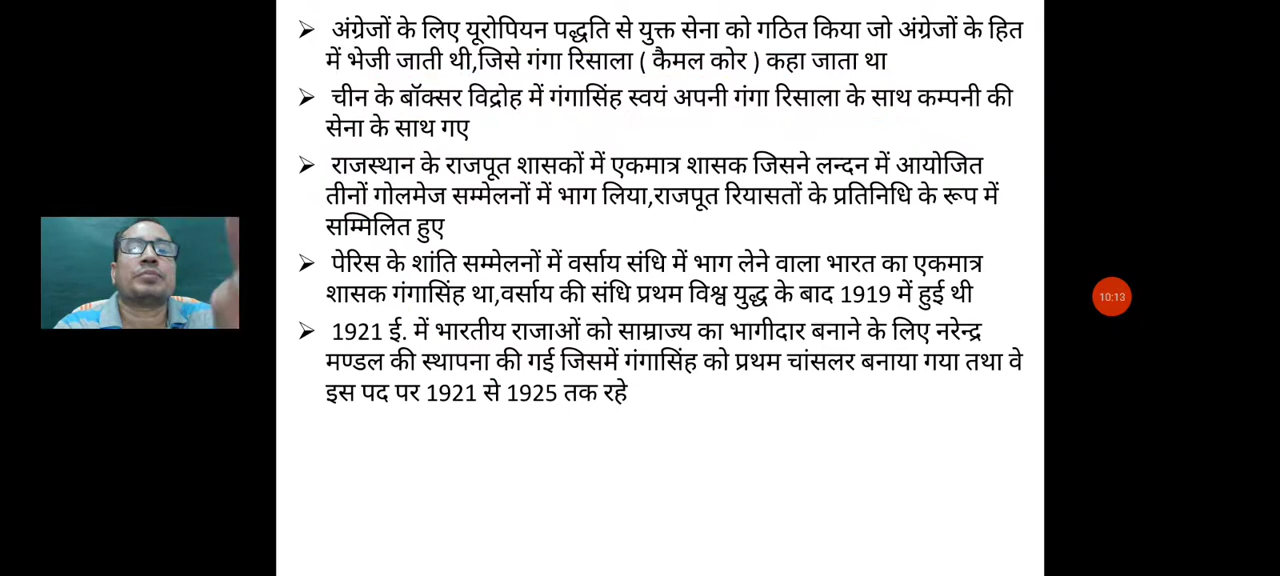 ➢ अंग्रेजों के लिए यूरोपियन पद्धति से युक्त सेना को गठित किया जो अंग्रेजों के हित
में भेजी जाती थी,जिसे गंगा रिसाला ( कैमल कोर ) कहा जाता था
➢ चीन के बॉक्सर विद्रोह में गंगासिंह स्वयं अपनी गंगा रिसाला के साथ कम्पनी की
सेना के साथ गए
➢ राजस्थान के राजपूत शासकों में एकमात्र शासक जिसने लन्दन में आयोजित
तीनों गोलमेज सम्मेलनों में भाग लिया,राजपूत रियासतों के प्रतिनिधि के रूप में
सम्मिलित हुए
➢ पेरिस के शांति सम्मेलनों में वर्साय संधि में भाग लेने वाला भारत का एकमात्र
शासक गंगासिंह था,वर्साय की संधि प्रथम विश्व युद्ध के बाद 1919 में हुई थी
➢ 1921 ई. में भारतीय राजाओं को साम्राज्य का भागीदार बनाने के लिए नरेन्द्र
मण्डल की स्थापना की गई जिसमें गंगासिंह को प्रथम चांसलर बनाया गया तथा वे
इस पद पर 1921 से 1925 तक रहे
10:13